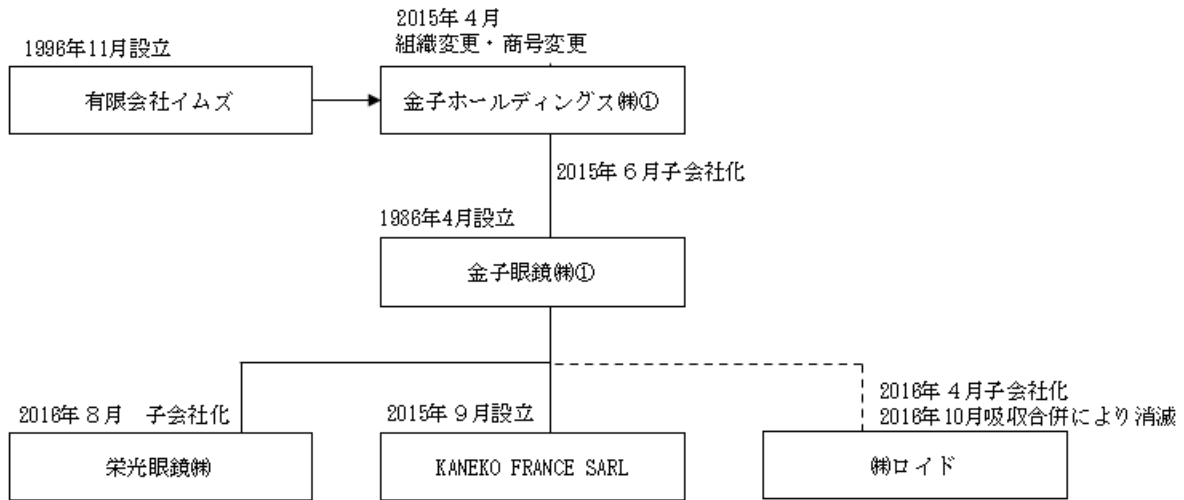 2015年４月
組織変更・商号変更
1996年11月設立
有限会社イムズ
金子ホールディングス㈱①
2015年６月子会社化
1986年4月設立
金子眼鏡㈱①
2016年４月子会社化
2016年10月吸収合併により消滅
2016年８月　子会社化
2015年９月設立
栄光眼鏡㈱
KANEKO FRANCE SARL
㈱ロイド